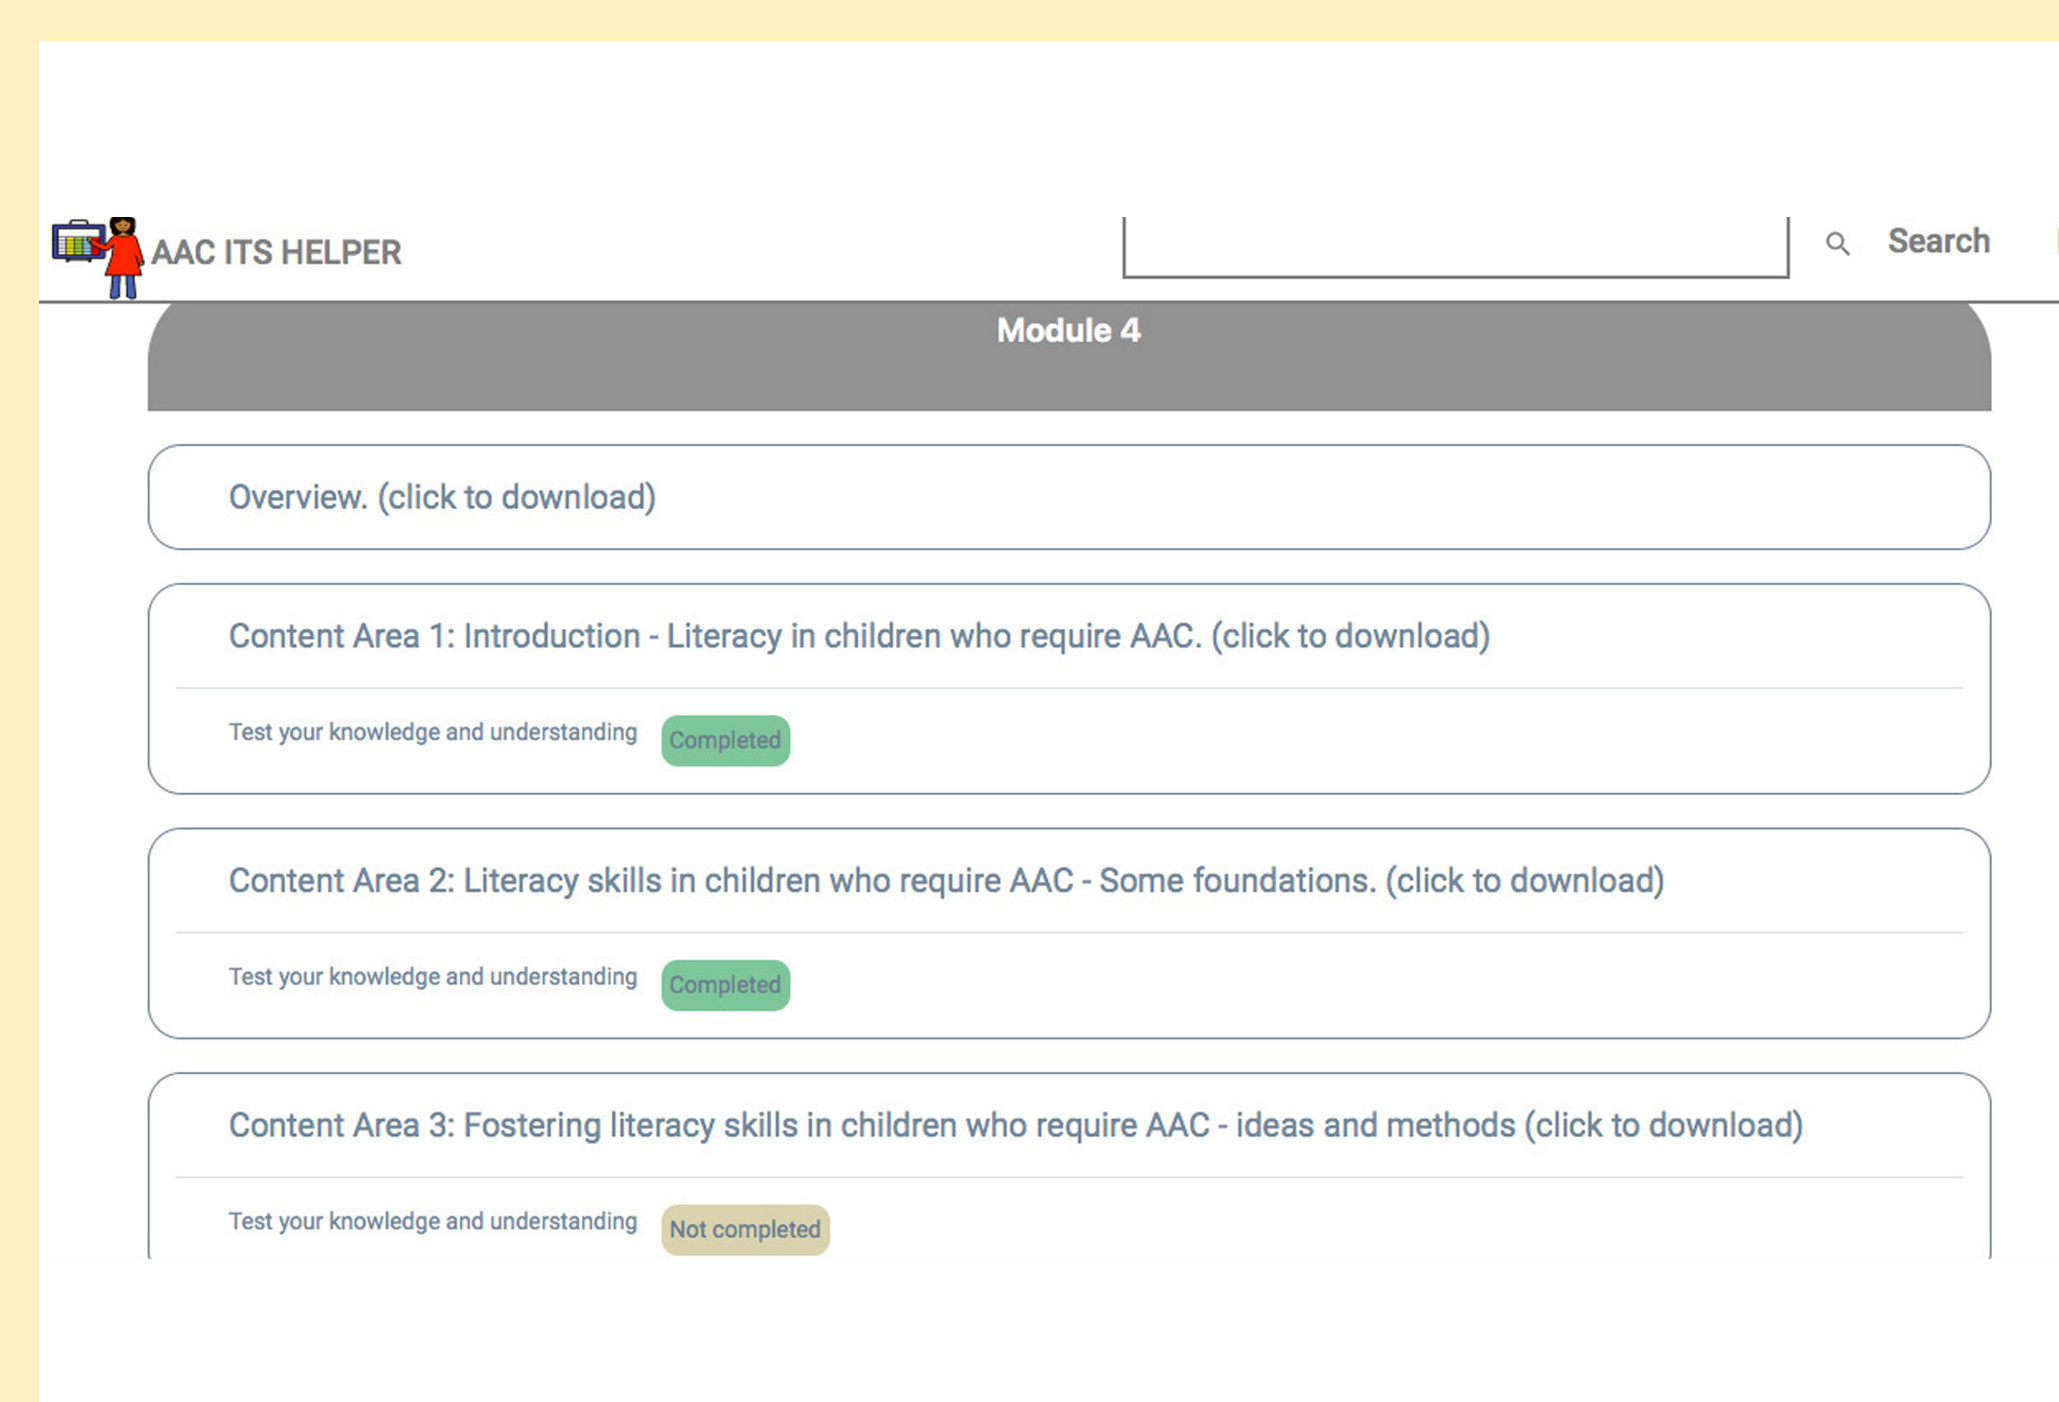 AAC ITS HELPER
Search
Module 4
Overview. (click to download)
Content Area 1: Introduction - Literacy in children who require AAC. (click to download)
Test your knowledge and understanding Completed
Content Area 2: Literacy skills in children who require AAC - Some foundations. (click to download)
Test your knowledge and understanding Completed
Content Area 3: Fostering literacy skills in children who require AAC - ideas and methods (click to download)
Test your knowledge and understanding Not completed